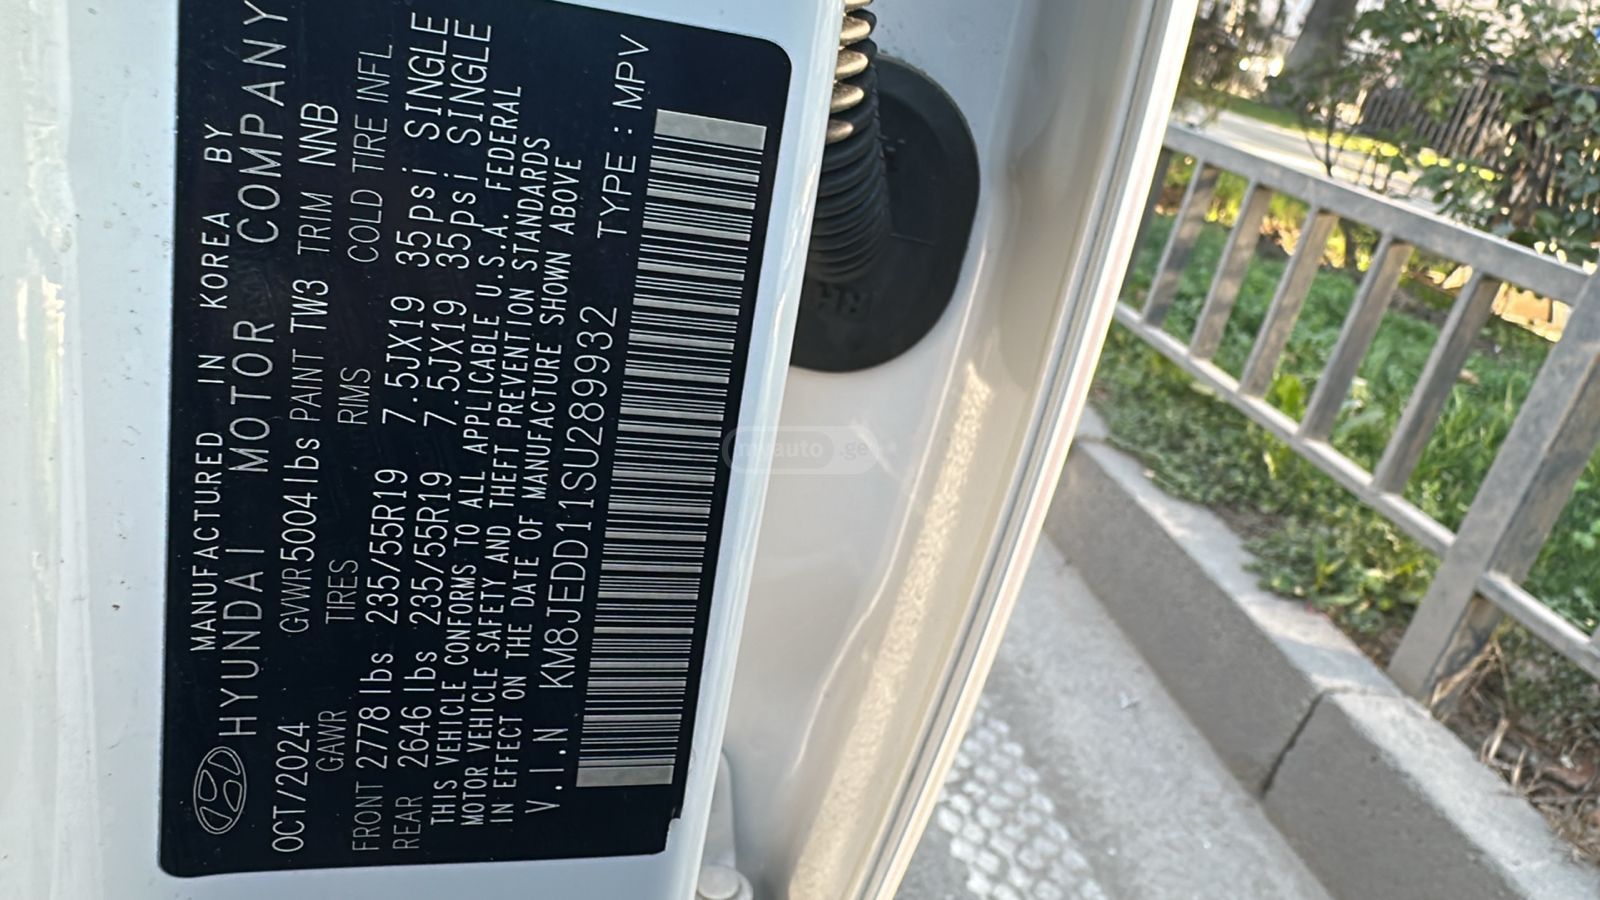 MANUFACTURED IN KOREA BY
HYUNDAI MOTOR COMPANY
OCT/2024 GVWR 5004lbs PAINT TW3 TRIM NNB
GAWR TIRES RIMS COLD TIRE INFL
FRONT 2778lbs 235/55R19 7.5JX19 35psi SINGLE
REAR 2646lbs 235/55R19 7.5JX19 35psi SINGLE
THIS VEHICLE CONFORMS TO ALL APPLICABLE U.S.A. FEDERAL
MOTOR VEHICLE SAFETY AND THEFT PREVENTION STANDARDS
IN EFFECT ON THE DATE OF MANUFACTURE SHOWN ABOVE
V.I.N KM8JEDD11SU289932 TYPE : MPV
myauto.ge